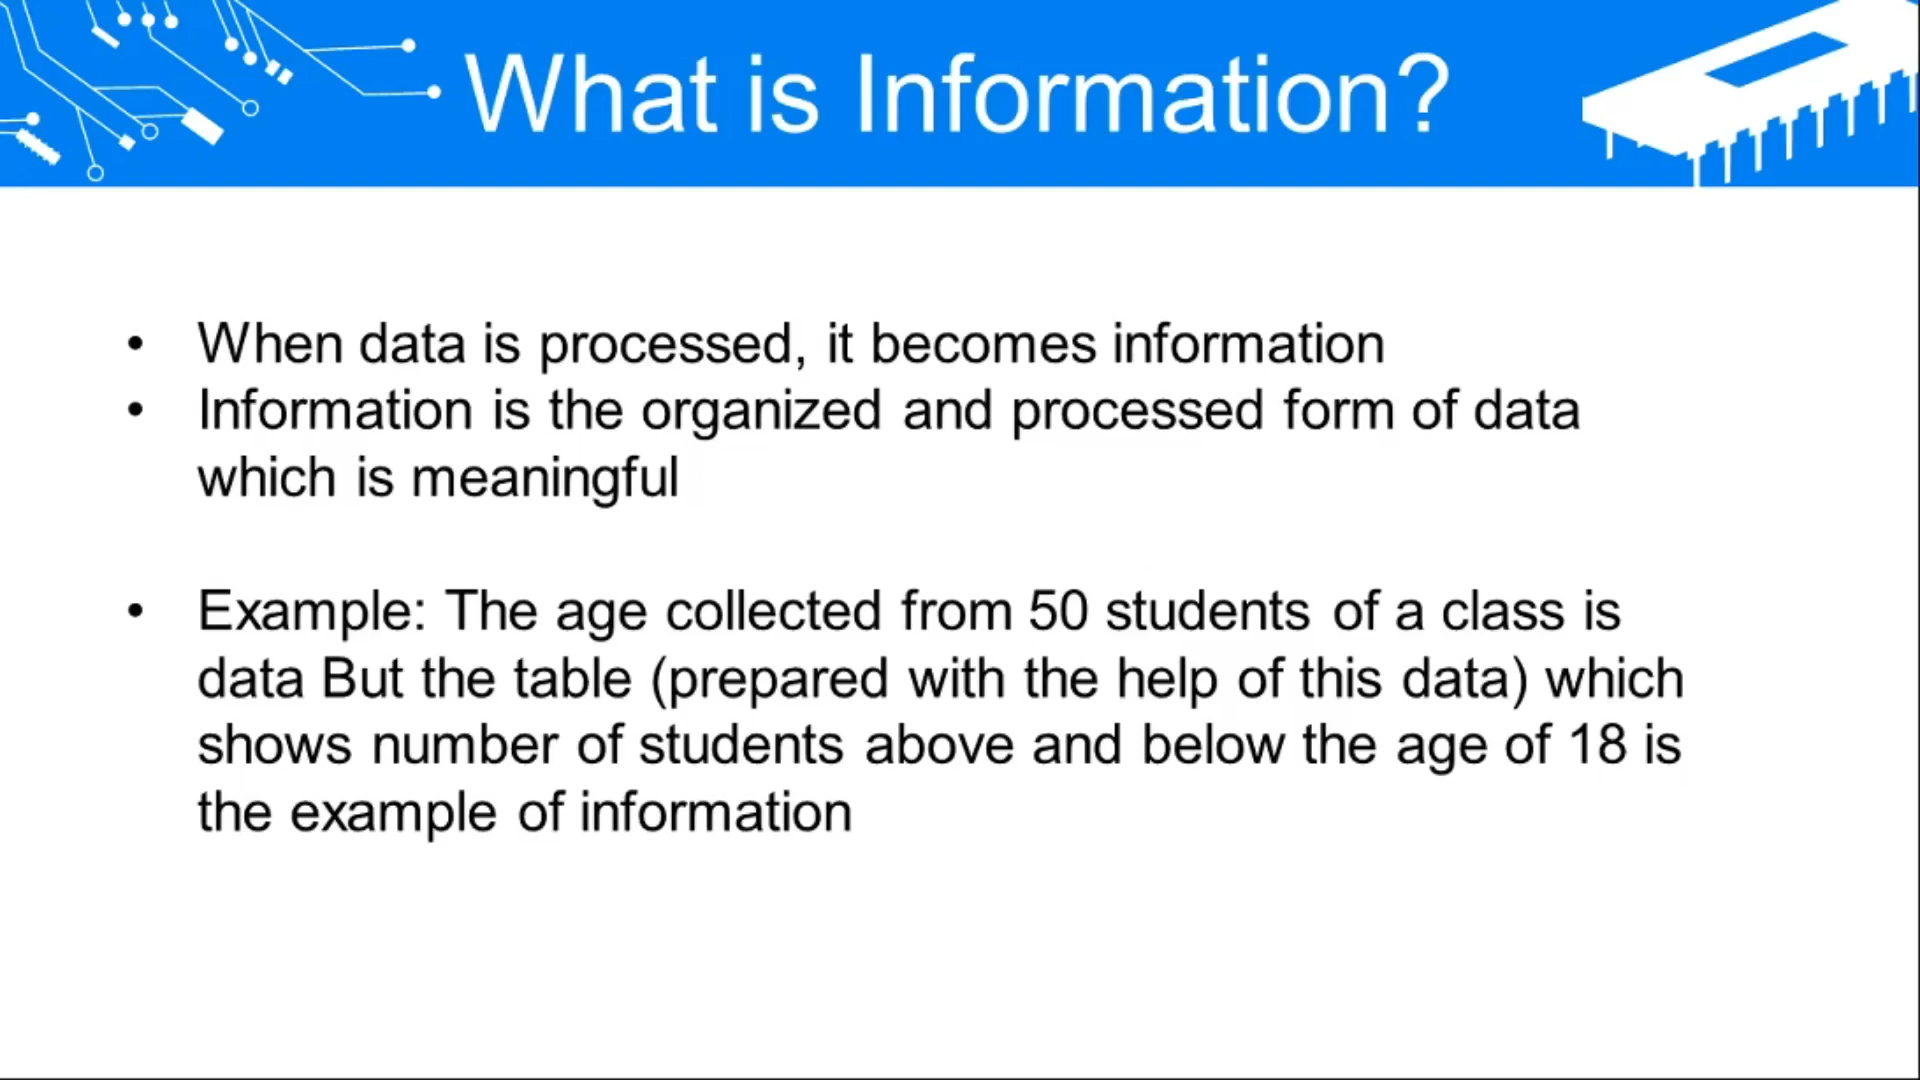 What is Information?
• When data is processed, it becomes information
• Information is the organized and processed form of data
which is meaningful
• Example: The age collected from 50 students of a class is
data But the table (prepared with the help of this data) which
shows number of students above and below the age of 18 is
the example of information